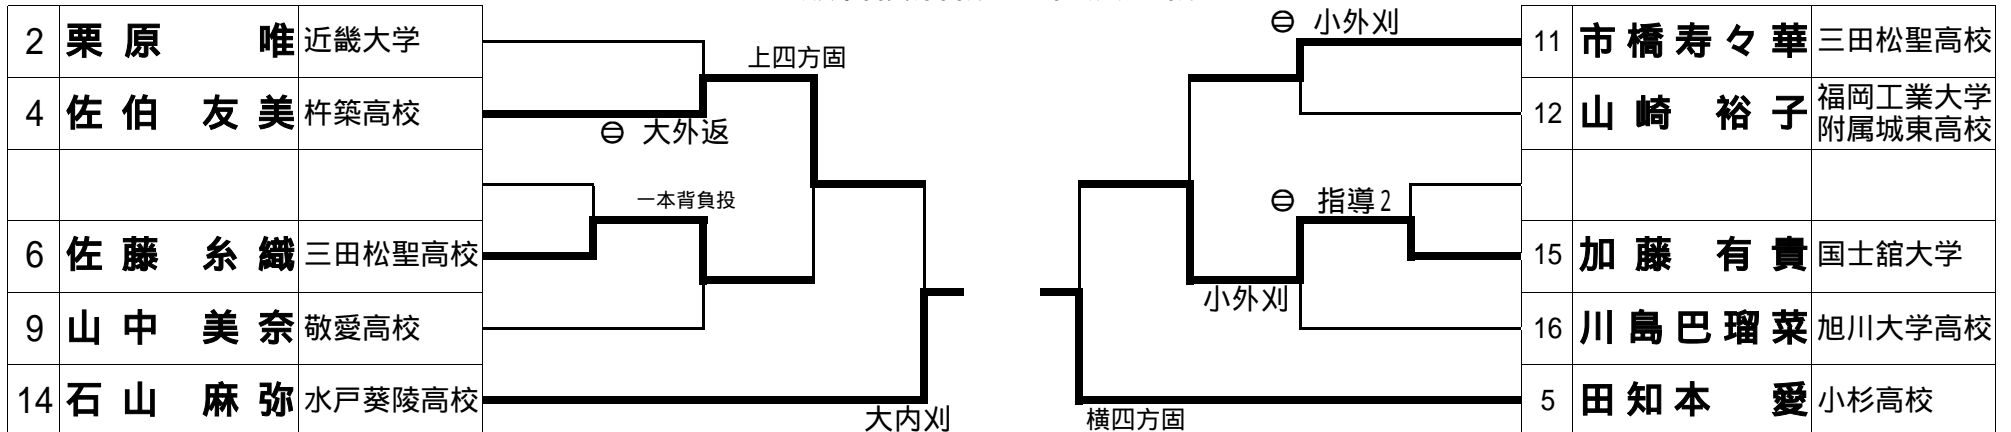 2 栗原 唯 近畿大学
上四方固
4 佐伯 友美 杵築高校
⊖ 大外返
一本背負投
6 佐藤 糸織 三田松聖高校
9 山中 美奈 敬愛高校
14 石山 麻弥 水戸葵陵高校
大内刈
⊖ 小外刈
11 市橋寿々華 三田松聖高校
12 山崎 裕子 福岡工業大学
附属城東高校
⊖ 指導2
15 加藤 有貴 国士舘大学
小外刈
16 川島巴瑠菜 旭川大学高校
5 田知本 愛 小杉高校
横四方固